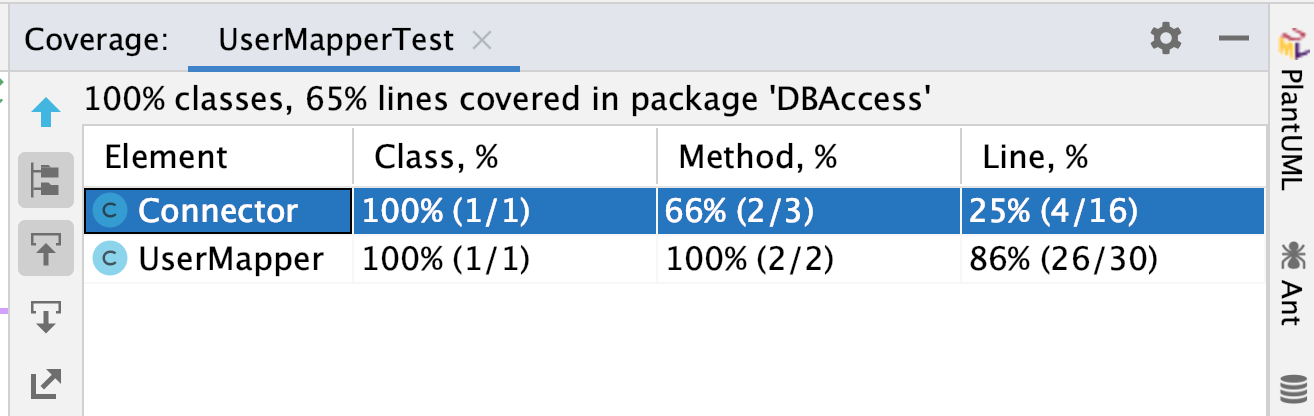 Coverage: UserMapperTest
100% classes, 65% lines covered in package 'DBAccess'
Element Class, % Method, % Line, %
C Connector 100% (1/1) 66% (2/3) 25% (4/16)
C UserMapper 100% (1/1) 100% (2/2) 86% (26/30)
PlantUML
Ant